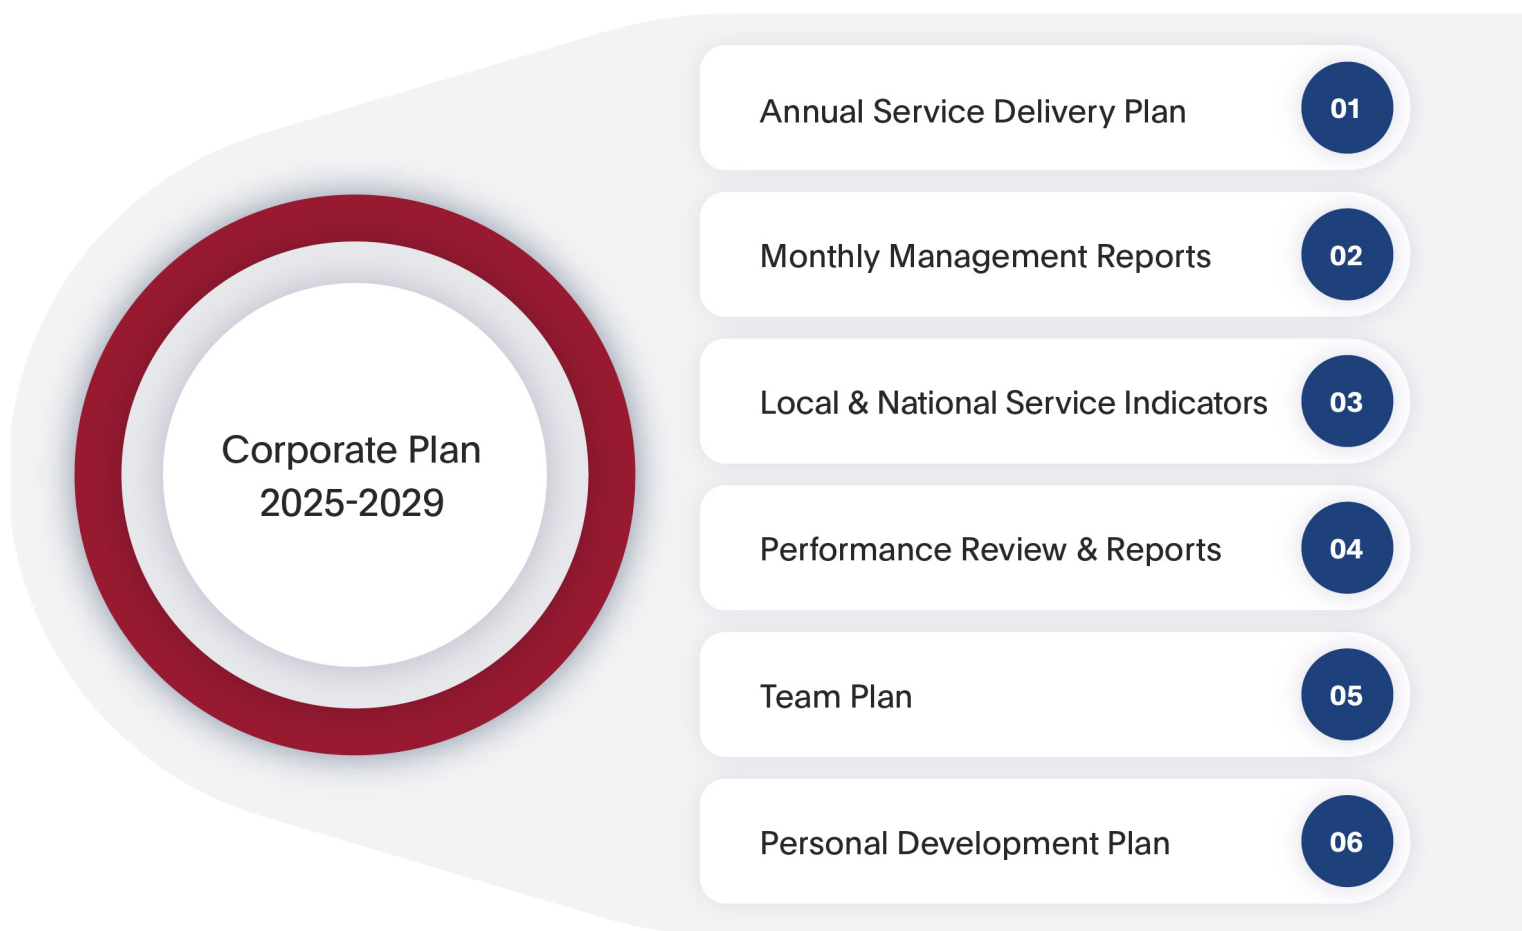 Corporate Plan
2025-2029
Annual Service Delivery Plan 01
Monthly Management Reports 02
Local & National Service Indicators 03
Performance Review & Reports 04
Team Plan 05
Personal Development Plan 06